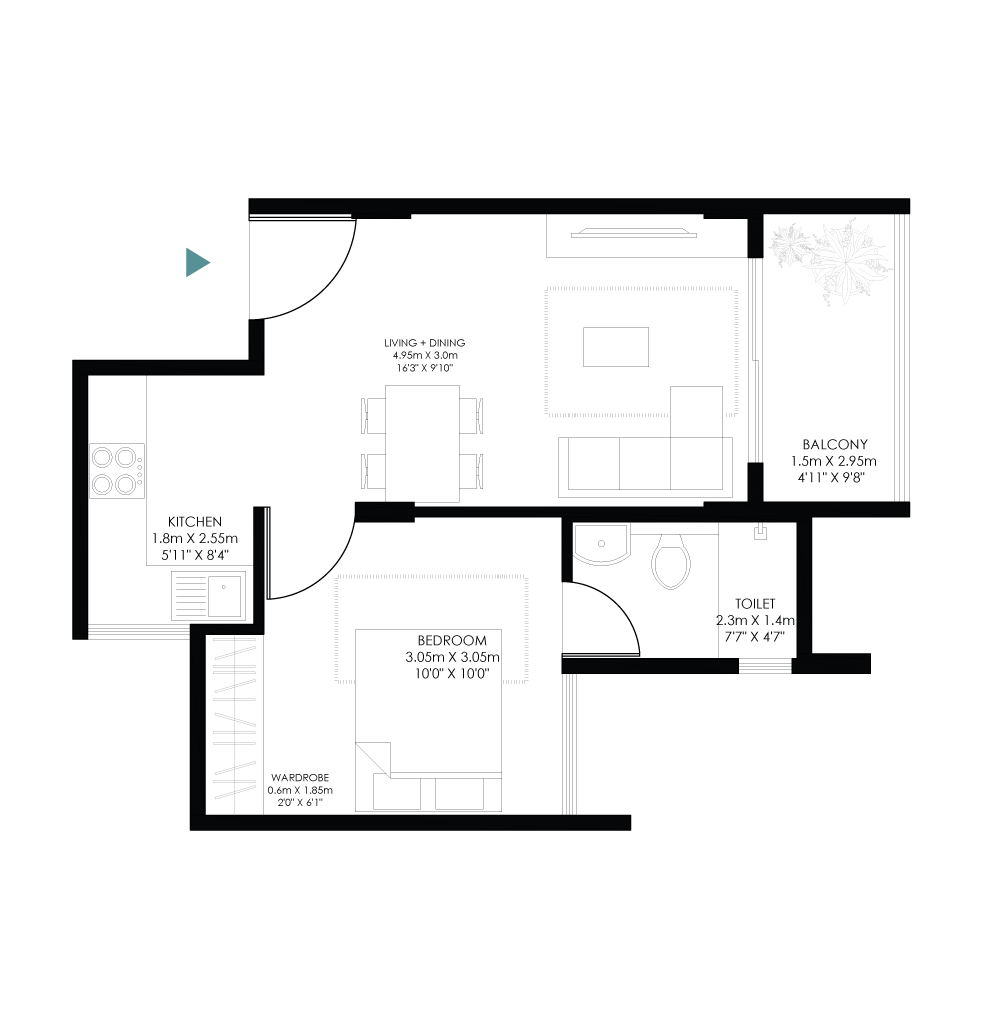 LIVING + DINING
4.95m X 3.0m
16'3" X 9'10"
BALCONY
1.5m X 2.95m
4'11" X 9'8"
KITCHEN
1.8m X 2.55m
5'11" X 8'4"
TOILET
2.3m X 1.4m
7'7" X 4'7"
BEDROOM
3.05m X 3.05m
10'0" X 10'0"
WARDROBE
0.6m X 1.85m
2'0" X 6'1"